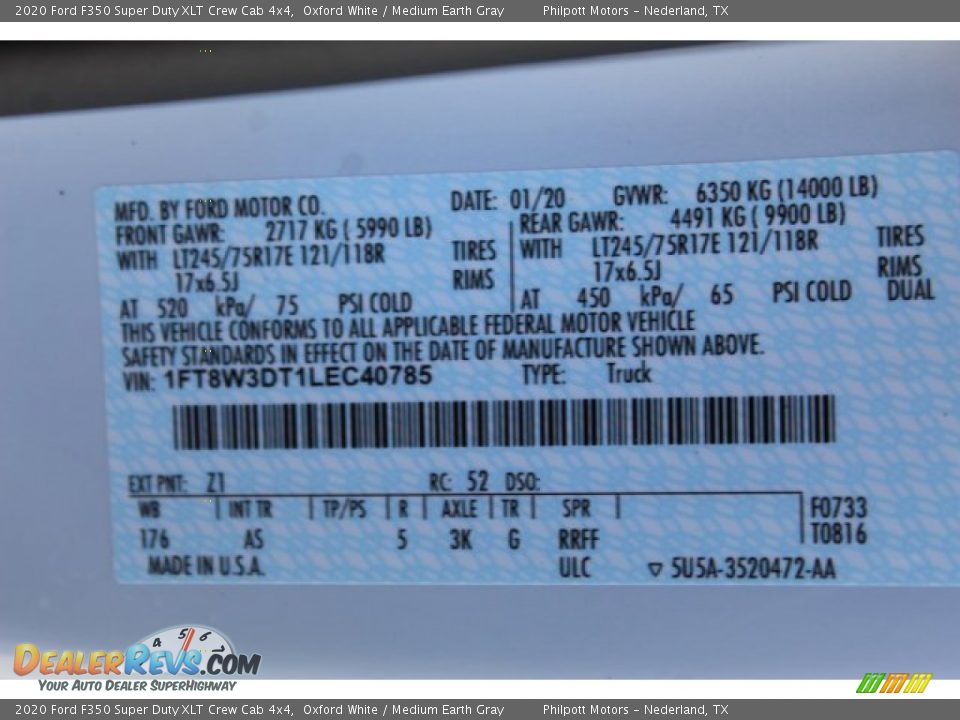 2020 Ford F350 Super Duty XLT Crew Cab 4x4, Oxford White / Medium Earth Gray Philpott Motors – Nederland, TX
MFD. BY FORD MOTOR CO. DATE: 01/20 GVWR: 6350 KG (14000 LB)
FRONT GAWR: 2717 KG ( 5990 LB) REAR GAWR: 4491 KG ( 9900 LB)
WITH LT245/75R17E 121/118R TIRES WITH LT245/75R17E 121/118R TIRES
17x6.5J RIMS 17x6.5J RIMS
AT 520 kPa/ 75 PSI COLD AT 450 kPa/ 65 PSI COLD DUAL
THIS VEHICLE CONFORMS TO ALL APPLICABLE FEDERAL MOTOR VEHICLE
SAFETY STANDARDS IN EFFECT ON THE DATE OF MANUFACTURE SHOWN ABOVE.
VIN: 1FT8W3DT1LEC40785 TYPE: Truck
EXT PNT: Z1 RC: 52 DSO:
WB INT TR TP/PS R AXLE TR SPR F0733
176 AS 5 3K G RRFF T0816
MADE IN U.S.A. ULC ▽ 5U5A-3520472-AA
4 5 6
DEALERREVS.COM
YOUR AUTO DEALER SUPERHIGHWAY
2020 Ford F350 Super Duty XLT Crew Cab 4x4, Oxford White / Medium Earth Gray Philpott Motors – Nederland, TX